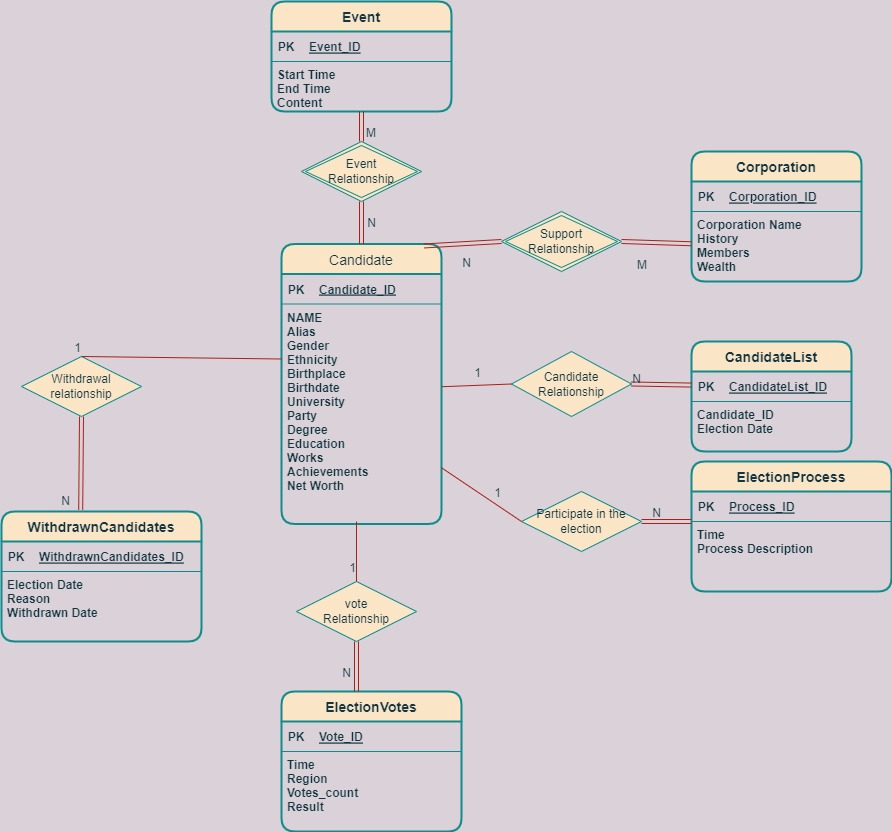 Event
PK Event_ID
Start Time
End Time
Content
M
Event
Relationship
N
Corporation
PK Corporation_ID
Corporation Name
History
Members
Wealth
Support
Relationship
N
M
Candidate
PK Candidate_ID
NAME
Alias
Gender
Ethnicity
Birthplace
Birthdate
University
Party
Degree
Education
Works
Achievements
Net Worth
1
Withdrawal
relationship
N
1
Candidate
Relationship
N
CandidateList
PK CandidateList_ID
Candidate_ID
Election Date
1
Participate in the
election
N
ElectionProcess
PK Process_ID
Time
Process Description
WithdrawnCandidates
PK WithdrawnCandidates_ID
Election Date
Reason
Withdrawn Date
1
vote
Relationship
N
ElectionVotes
PK Vote_ID
Time
Region
Votes_count
Result